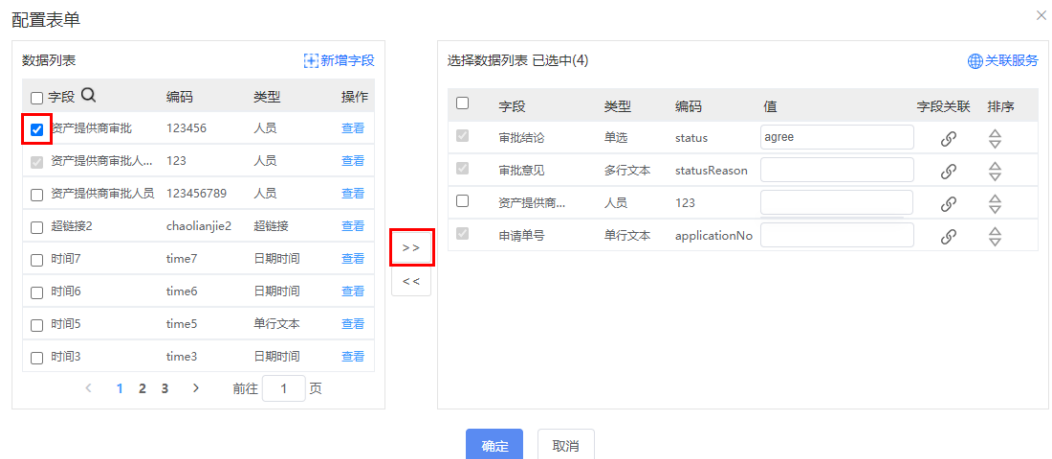 配置表单
数据列表 新增字段
字段 编码 类型 操作
资产提供商审批 123456 人员 查看
资产提供商审批人... 123 人员 查看
资产提供商审批人员 123456789 人员 查看
超链接2 chaolianjie2 超链接 查看
时间7 time7 日期时间 查看
时间6 time6 日期时间 查看
时间5 time5 单行文本 查看
时间3 time3 日期时间 查看
< 1 2 3 > 前往 1 页
>>
<<
选择数据列表 已选中(4) 关联服务
字段 类型 编码 值 字段关联 排序
审批结论 单选 status agree
审批意见 多行文本 statusReason
资产提供商... 人员 123
申请单号 单行文本 applicationNo
确定 取消